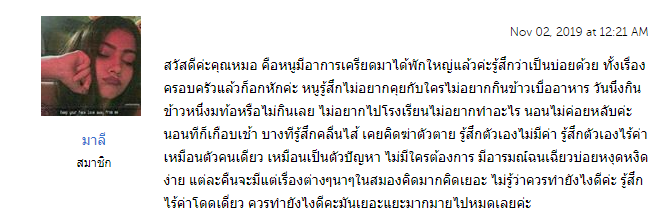 Nov 02, 2019 at 12:21 AM
สวัสดีค่ะคุณหมอ คือหนูมีอาการเครียดมาได้พักใหญ่แล้วค่ะรู้สึกว่าเป็นบ่อยด้วย ทั้งเรื่อง
ครอบครัวแล้วก็อกหักค่ะ หนูรู้สึกไม่อยากคุยกับใครไม่อยากกินข้าวเบื่ออาหาร วันนึ่งกิน
ข้าวหนึ่งมท้อหรือไม่กินเลย ไม่อยากไปโรงเรียนไม่อยากทำอะไร นอนไม่ค่อยหลับค่ะ
นอนทีก็เกือบเช้า บางทีรู้สึกคลื่นไส้ เคยคิดฆ่าตัวตาย รู้สึกตัวเองไม่มีค่า รู้สึกตัวเองไร้ค่า
เหมือนตัวคนเดียว เหมือนเป็นตัวปัญหา ไม่มีใครต้องการ มีอารมณ์ฉนเฉียวบ่อยหงุดหงิด
ง่าย แต่ละคืนจะมีแต่เรื่องต่างๆนาๆในสมองคิดมากคิดเยอะ ไม่รู้ว่าควรทำยังไงดีค่ะ รู้สึก
ไร้ค่าโดดเดี่ยว ควรทำยังไงดีค่ะมันเยอะแยะมากมายไปหมดเลยค่ะ
มาลี
สมาชิก